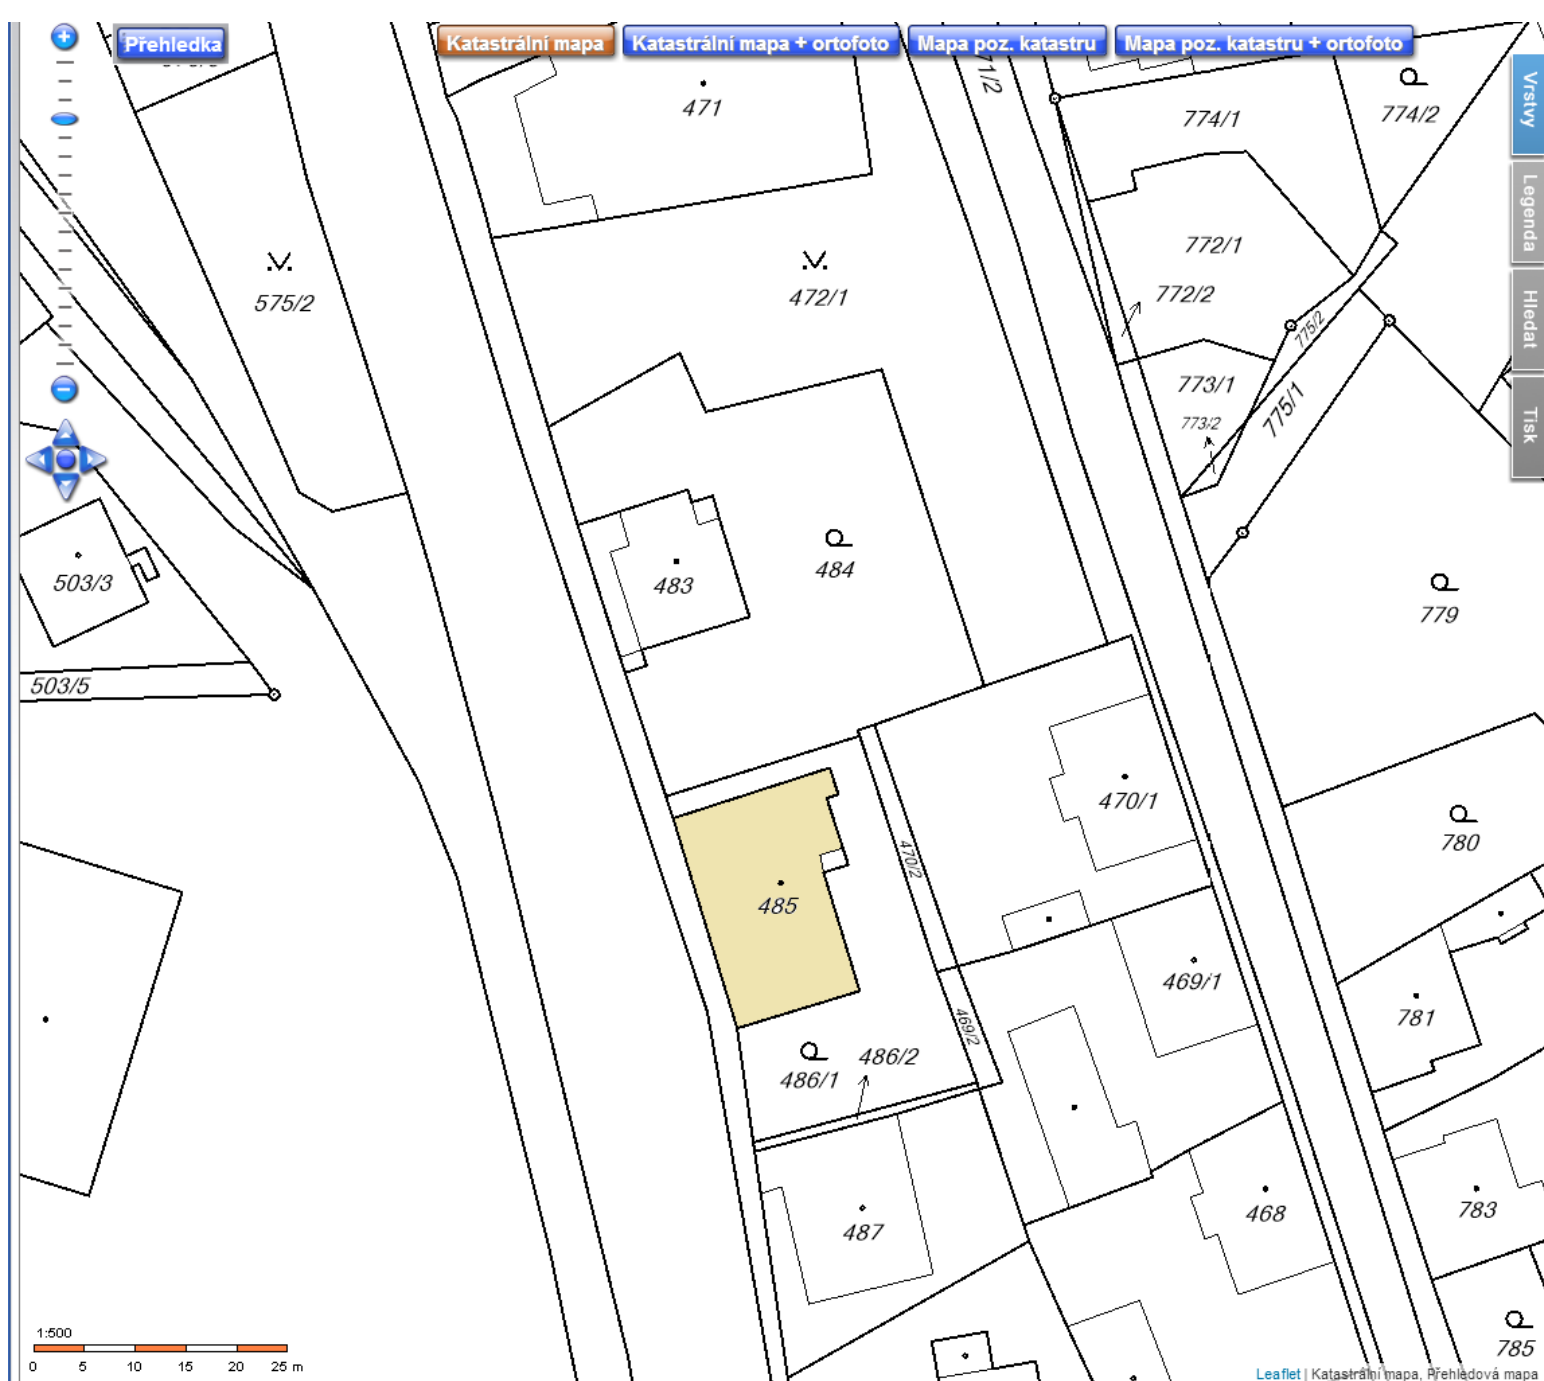 Přehledka
Katastrální mapa
Katastrální mapa + ortofoto
Mapa poz. katastru
Mapa poz. katastru + ortofoto
Vrstvy
Legenda
Hledat
Tisk
471
71/2
774/1
774/2
772/1
772/2
575/2
472/1
775/2
773/1
773/2
775/1
503/3
483
484
779
503/5
470/1
780
470/2
485
469/1
781
469/2
486/2
486/1
487
468
783
785
1:500
0 5 10 15 20 25 m
Leaflet | Katastrální mapa, Přehledová mapa